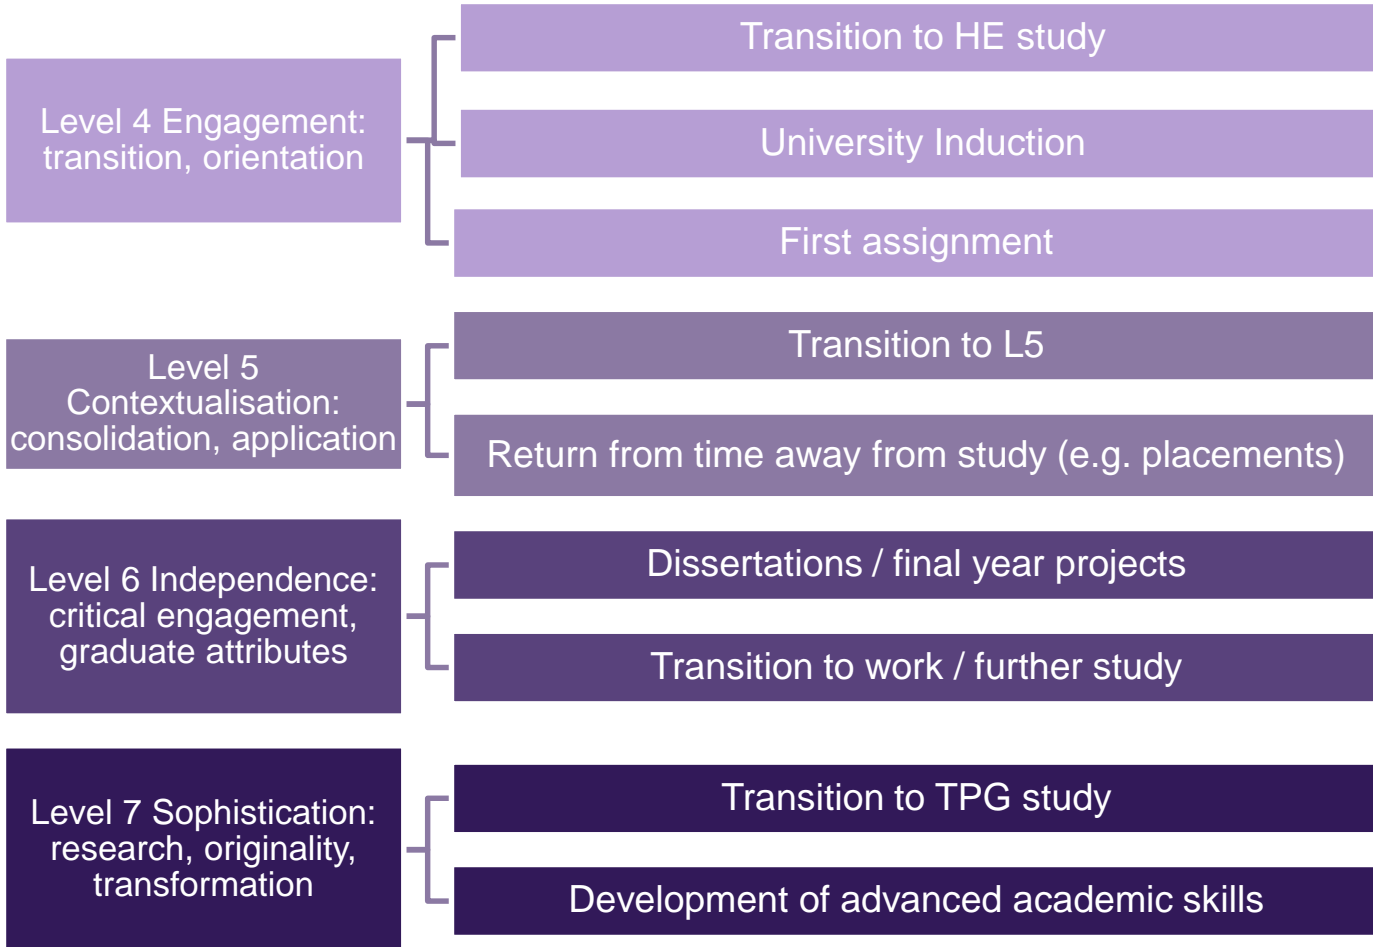 Level 4 Engagement:
transition, orientation
Transition to HE study
University Induction
First assignment
Level 5
Contextualisation:
consolidation, application
Transition to L5
Return from time away from study (e.g. placements)
Level 6 Independence:
critical engagement,
graduate attributes
Dissertations / final year projects
Transition to work / further study
Level 7 Sophistication:
research, originality,
transformation
Transition to TPG study
Development of advanced academic skills